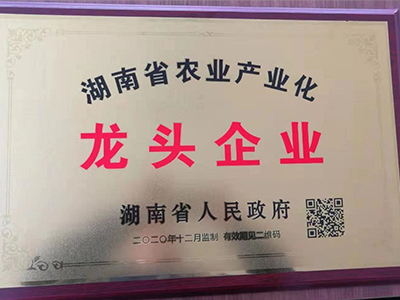 湖南省农业产业化
龙头企业
湖南省人民政府
二〇二〇年十二月监制 有效期见二维码